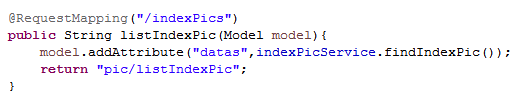 @RequestMapping("/indexPics")
public String listIndexPic(Model model){
    model.addAttribute("datas",indexPicService.findIndexPic());
    return "pic/listIndexPic";
}